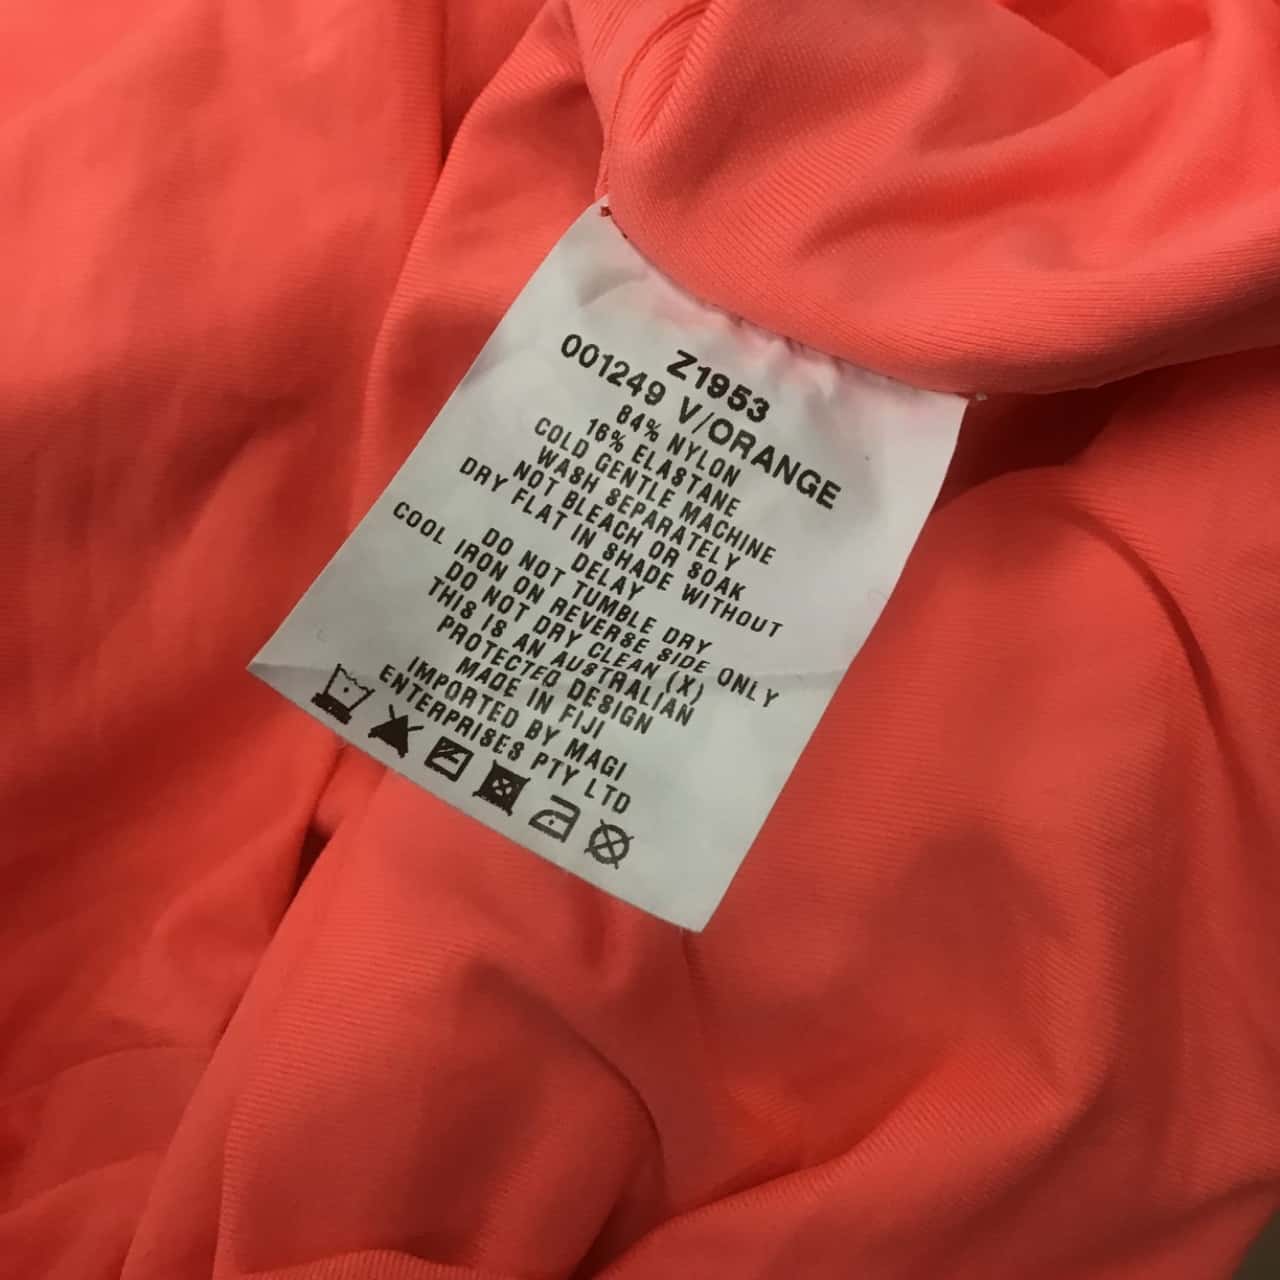 Z1953
001249 V/ORANGE
84% NYLON
16% ELASTANE
COLD GENTLE MACHINE
WASH SEPARATELY
NOT BLEACH OR SOAK
DRY FLAT IN SHADE WITHOUT
DELAY
DO NOT TUMBLE DRY
COOL IRON ON REVERSE SIDE ONLY
DO NOT DRY CLEAN (X)
THIS IS AN AUSTRALIAN
PROTECTED DESIGN
MADE IN FIJI
IMPORTED BY MAGI
ENTERPRISES PTY LTD